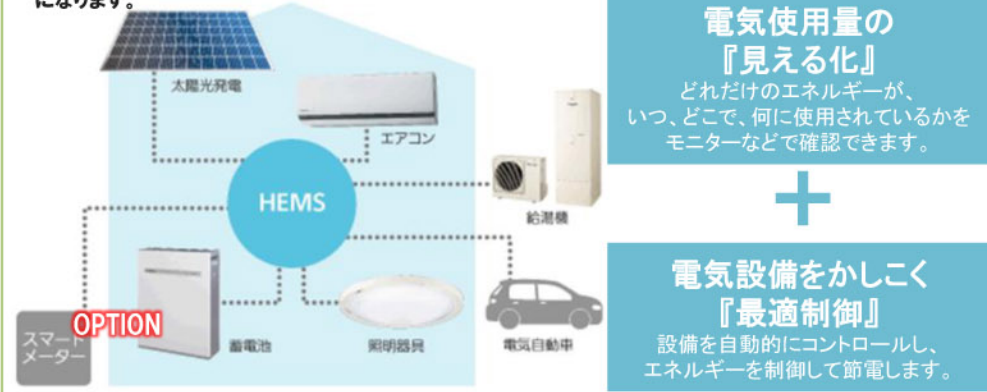 になります。
太陽光発電
エアコン
HEMS
給湯機
OPTION
スマート
メーター
蓄電池
照明器具
電気自動車
電気使用量の
『見える化』
どれだけのエネルギーが、
いつ、どこで、何に使用されているかを
モニターなどで確認できます。
+
電気設備をかしこく
『最適制御』
設備を自動的にコントロールし、
エネルギーを制御して節電します。